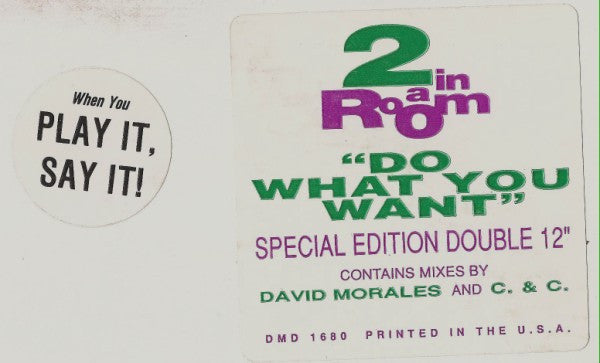 When You
PLAY IT,
SAY IT!
2 in
a
Room
"DO
WHAT YOU
WANT"
SPECIAL EDITION DOUBLE 12"
CONTAINS MIXES BY
DAVID MORALES AND C. & C.
DMD 1680 PRINTED IN THE U.S.A.